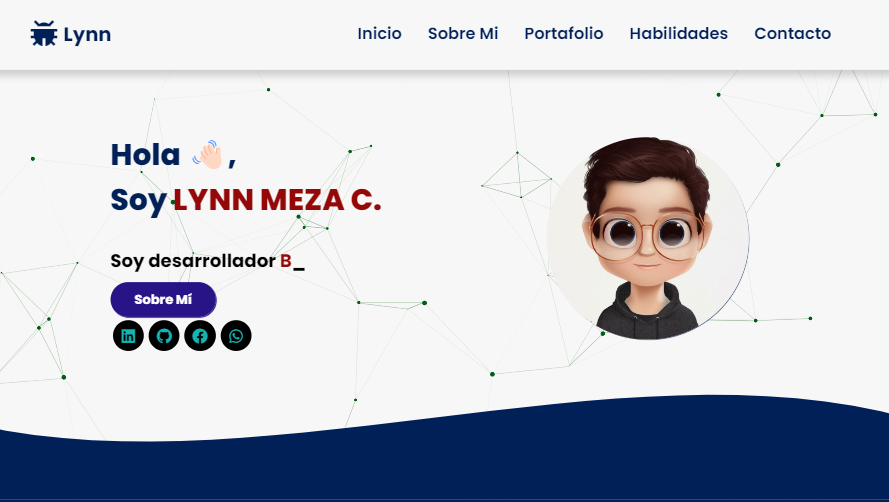 Lynn
Inicio Sobre Mi Portafolio Habilidades Contacto
Hola 👋🏻,
Soy LYNN MEZA C.
Soy desarrollador B_
Sobre Mí